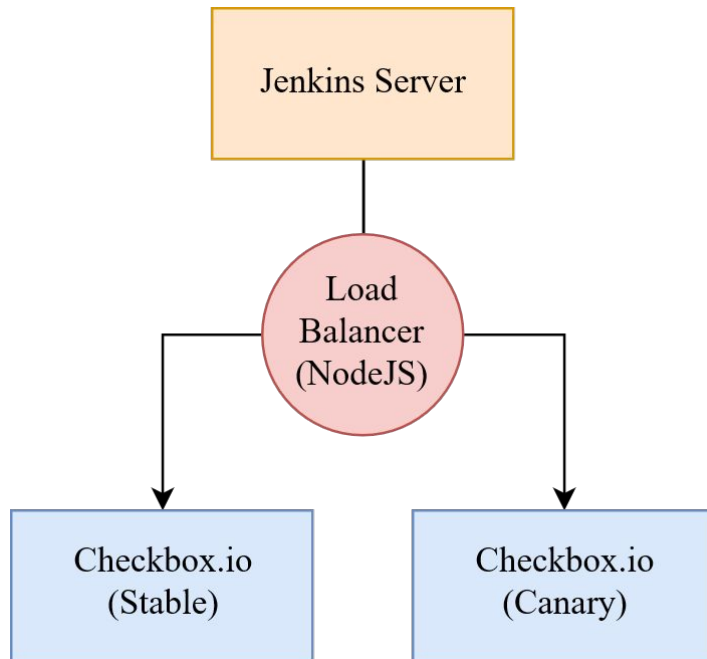 Jenkins Server
Load
Balancer
(NodeJS)
Checkbox.io
(Stable)
Checkbox.io
(Canary)